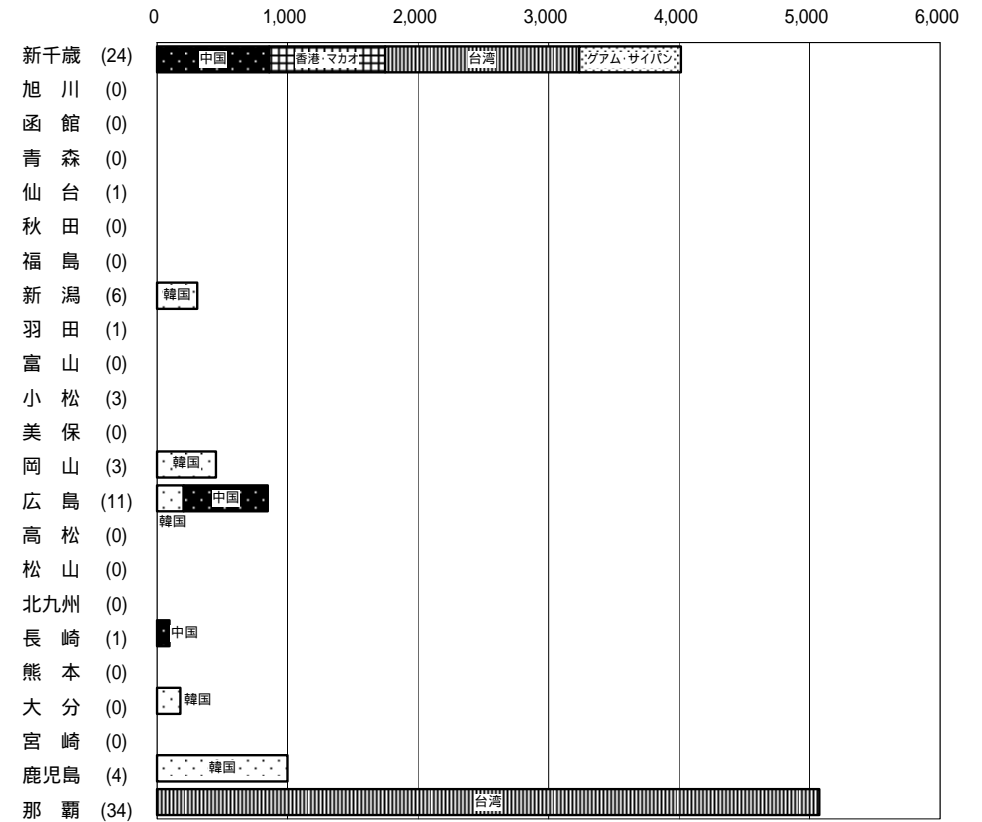 0 1,000 2,000 3,000 4,000 5,000 6,000
新千歳 (24) 中国 香港・マカオ 台湾 グアム・サイパン
旭 川 (0)
函 館 (0)
青 森 (0)
仙 台 (1)
秋 田 (0)
福 島 (0)
新 潟 (6) 韓国
羽 田 (1)
富 山 (0)
小 松 (3)
美 保 (0)
岡 山 (3) 韓国
広 島 (11) 中国
韓国
高 松 (0)
松 山 (0)
北九州 (0)
長 崎 (1) 中国
熊 本 (0)
大 分 (0) 韓国
宮 崎 (0)
鹿児島 (4) 韓国
那 覇 (34) 台湾